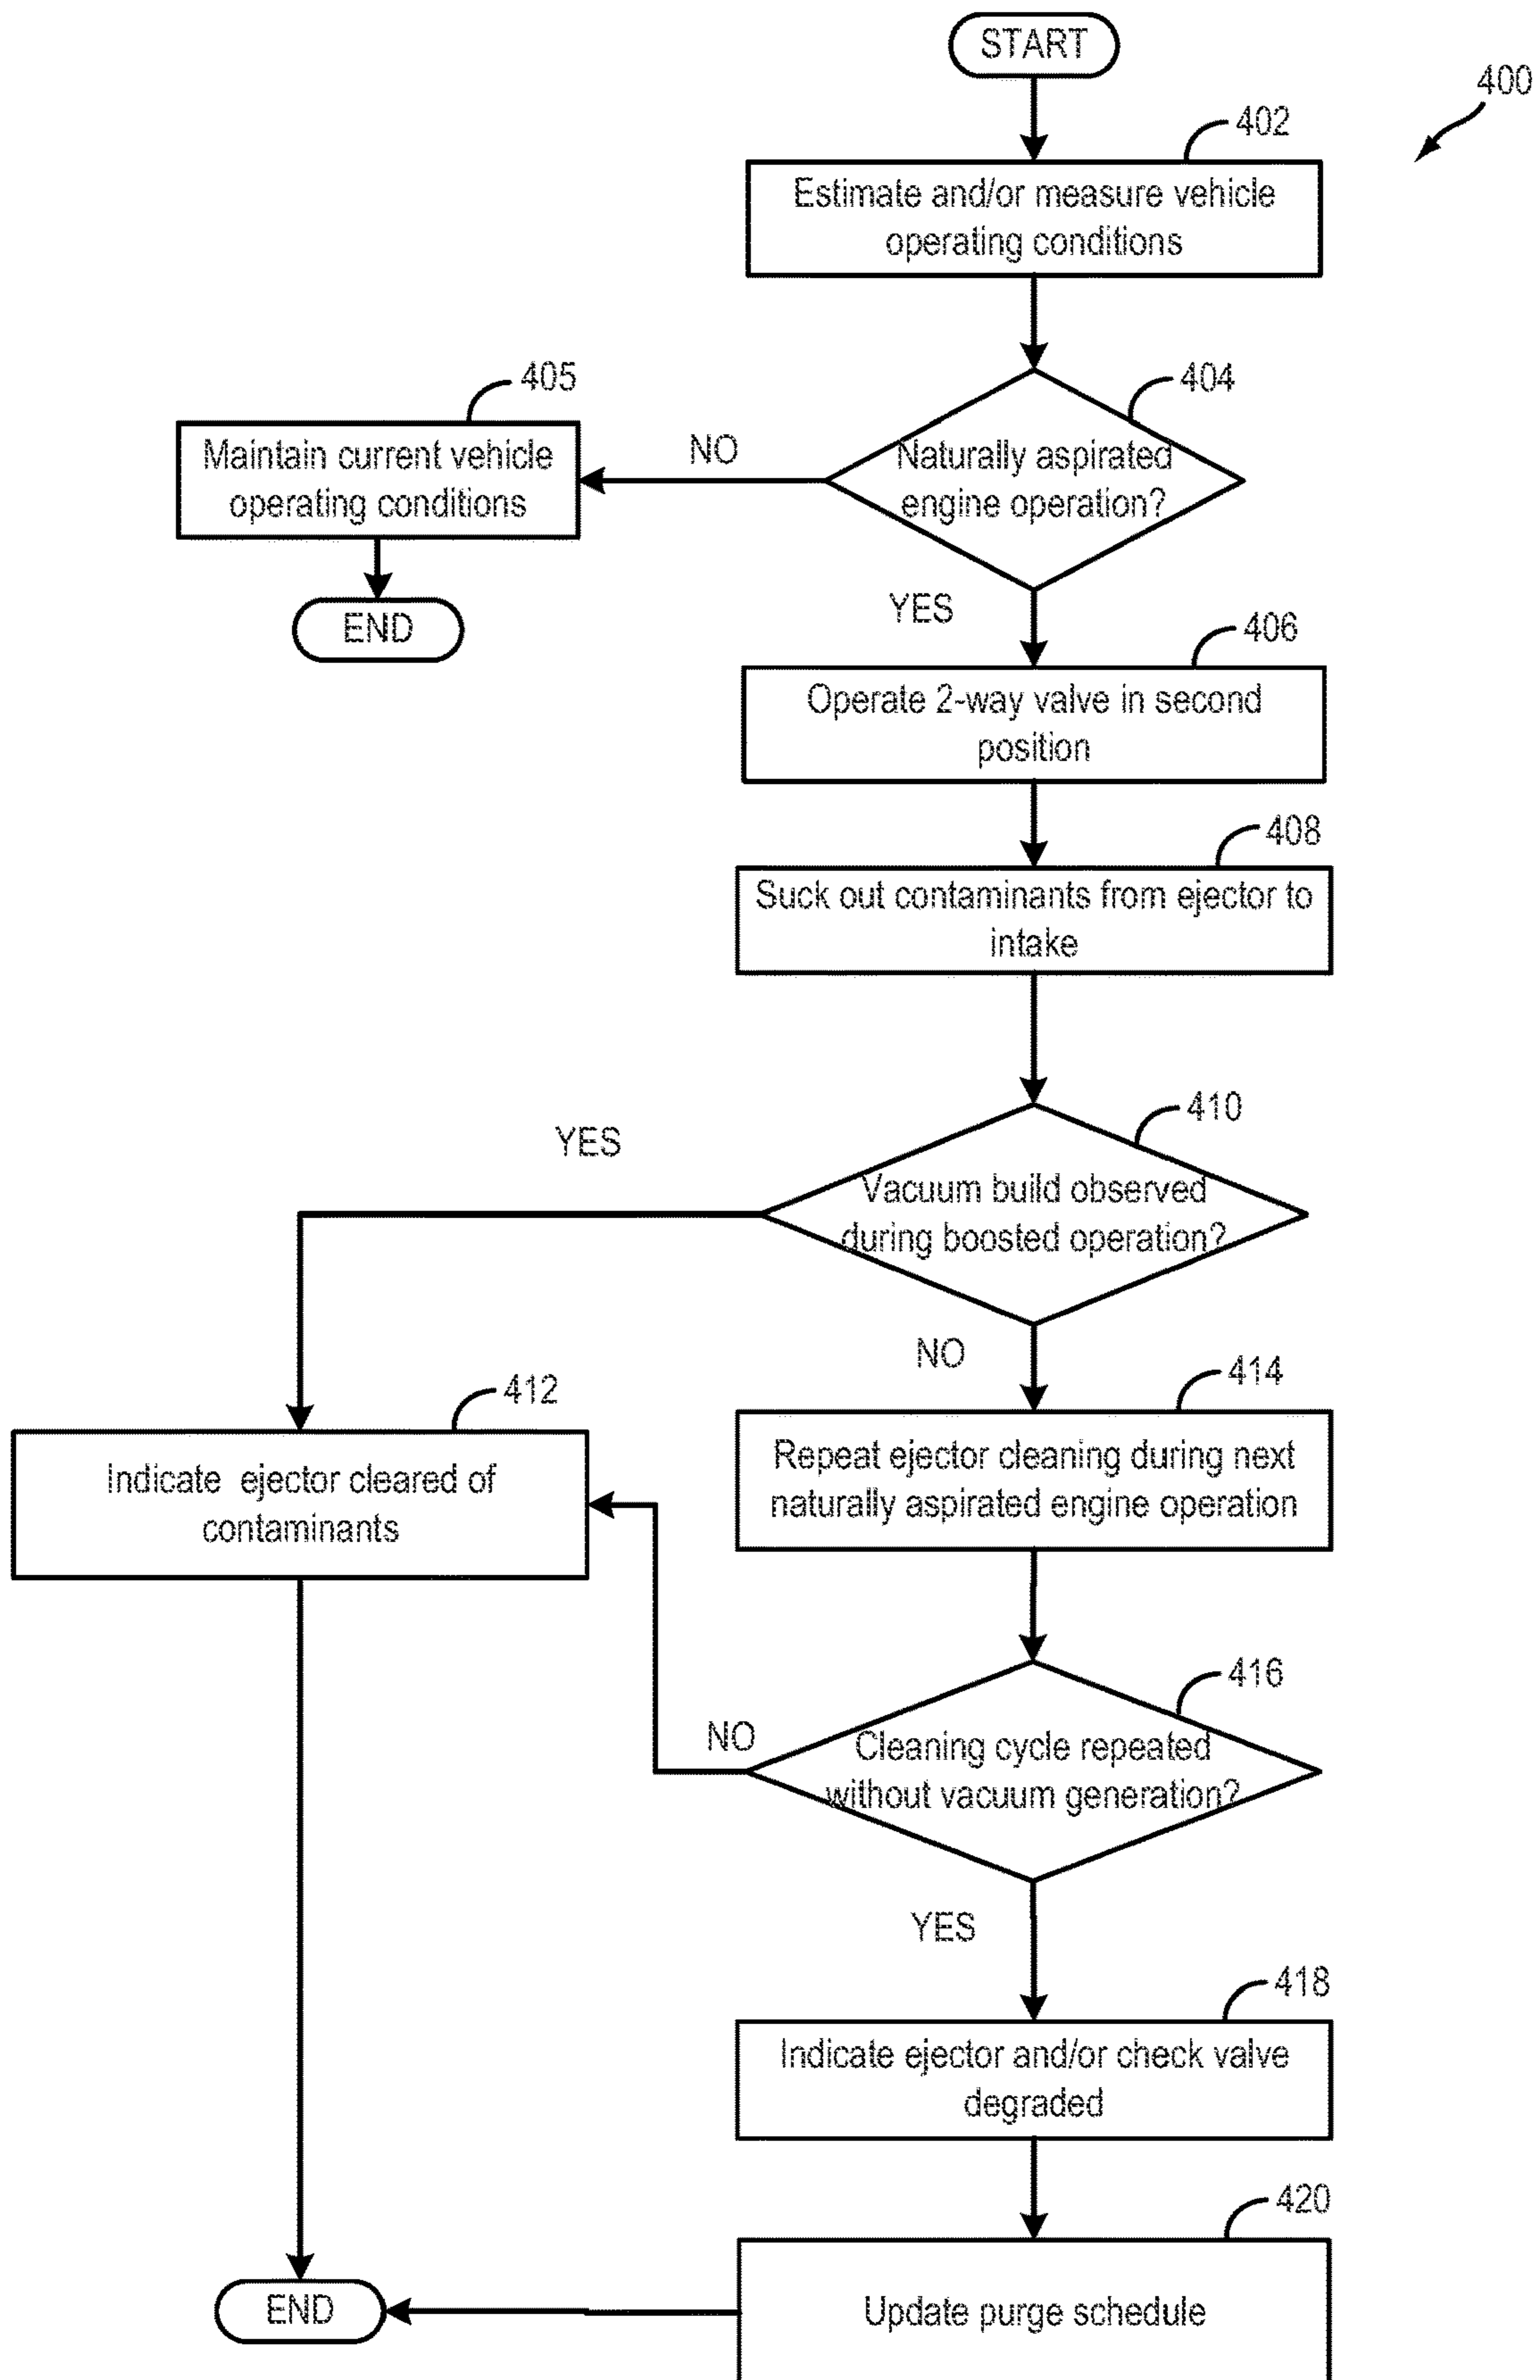 START
400
402
Estimate and/or measure vehicle
operating conditions
404
Naturally aspirated
engine operation?
NO
405
Maintain current vehicle
operating conditions
END
YES
406
Operate 2-way valve in second
position
408
Suck out contaminants from ejector to
intake
410
Vacuum build observed
during boosted operation?
YES
NO
412
Indicate ejector cleared of
contaminants
414
Repeat ejector cleaning during next
naturally aspirated engine operation
416
Cleaning cycle repeated
without vacuum generation?
NO
YES
418
Indicate ejector and/or check valve
degraded
420
Update purge schedule
END